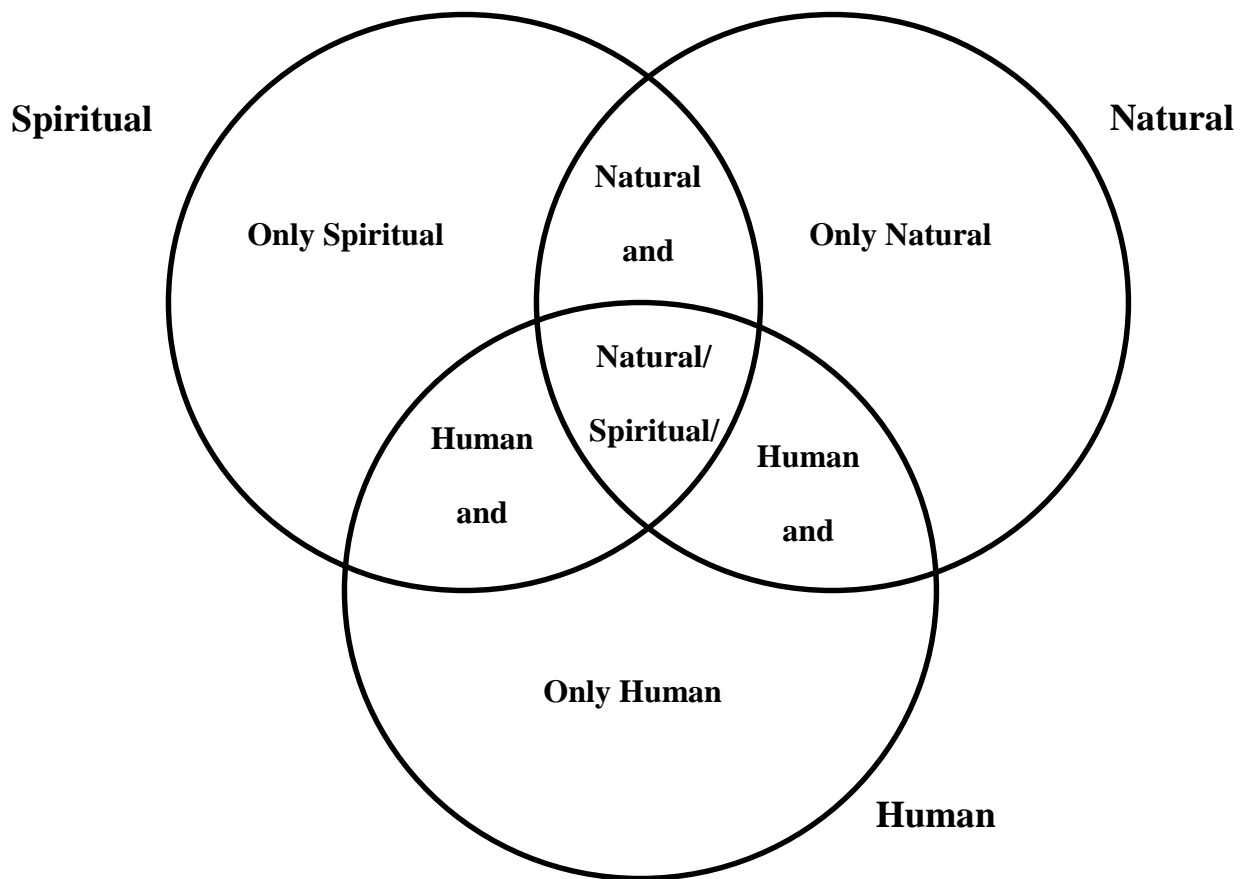 Spiritual
Natural
Only Spiritual
Natural
and
Only Natural
Natural/
Spiritual/
Human
and
Human
and
Only Human
Human